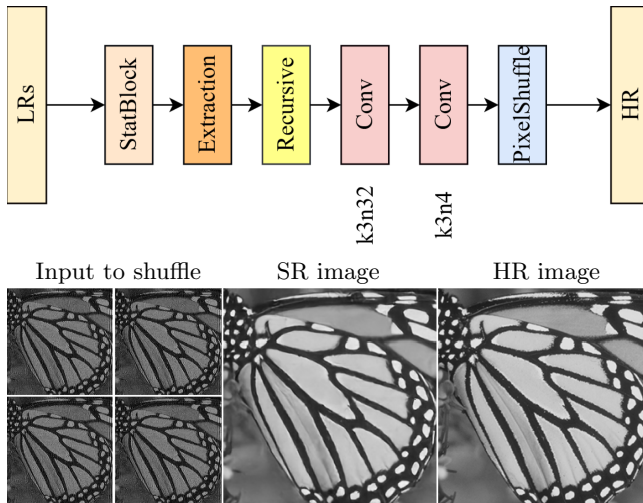 LRs
StatBlock
Extraction
Recursive
Conv
Conv
PixelShuffle
HR
k3n32
k3n4
Input to shuffle
SR image
HR image